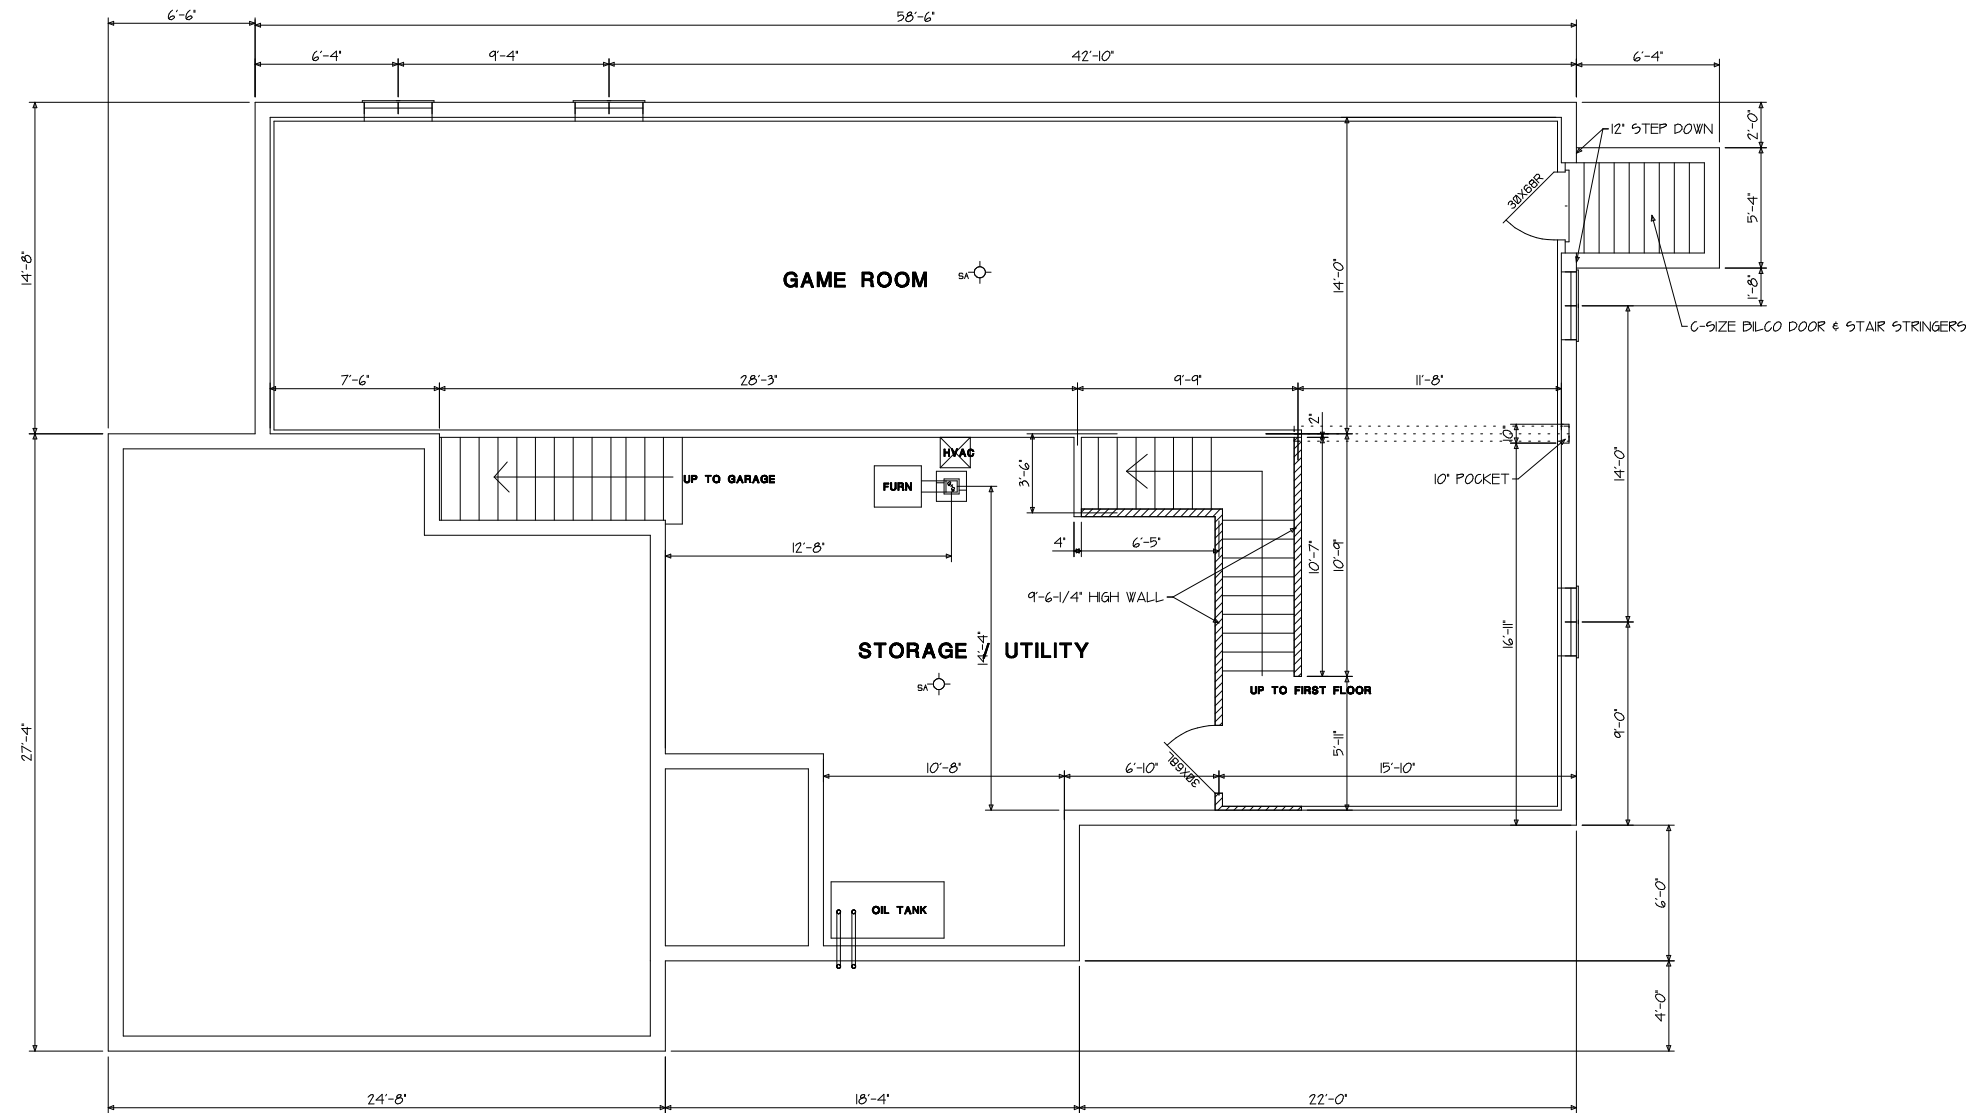 6'-6"
58'-6"
6'-4"
9'-4"
42'-10"
6'-4"
12" STEP DOWN
2'-0"
30X68R
5'-4"
14'-8"
GAME ROOM
SA
14'-0"
1'-8"
C-SIZE BILCO DOOR & STAIR STRINGERS
7'-6"
28'-3"
9'-9"
11'-8"
2"
10"
14'-0"
HVAC
UP TO GARAGE
FURN
3'-6"
10" POCKET
12'-8"
4"
6'-5"
10'-7"
10'-9"
9'-6-1/4" HIGH WALL
16'-11"
STORAGE / UTILITY
14'-4"
SA
UP TO FIRST FLOOR
27'-4"
9'-0"
5'-11"
10'-8"
6'-10"
30X68L
15'-10"
OIL TANK
6'-0"
4'-0"
24'-8"
18'-4"
22'-0"